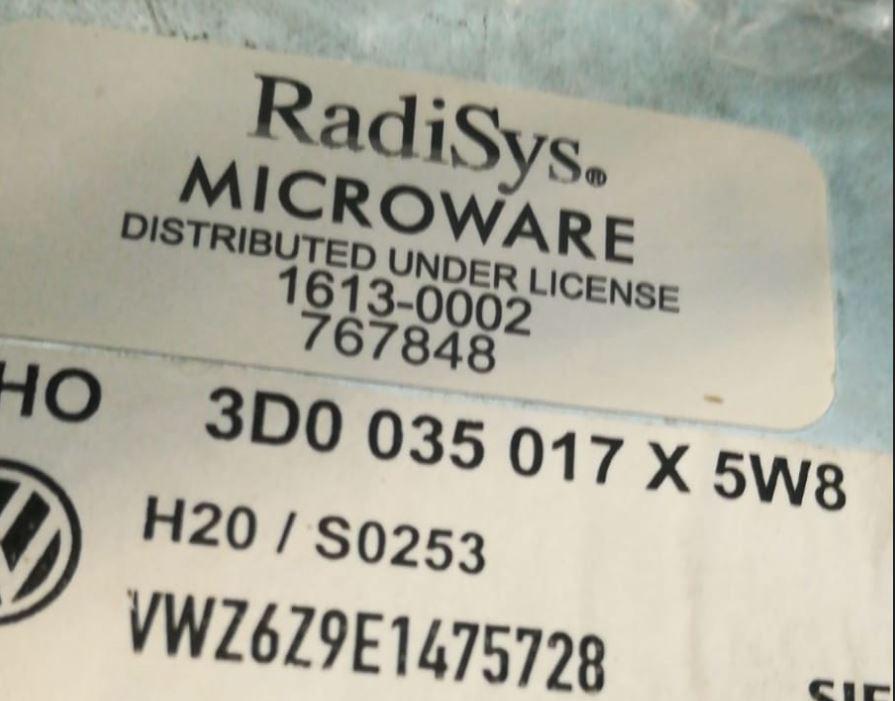 RadiSys®
MICROWARE
DISTRIBUTED UNDER LICENSE
1613-0002
767848
HO 3D0 035 017 X 5W8
H20 / S0253
VWZ6Z9E1475728